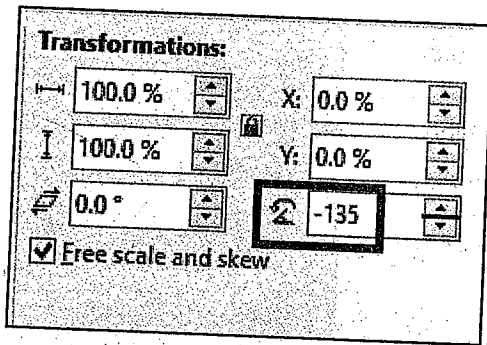 Transformations:
100.0 % X: 0.0 %
100.0 % Y: 0.0 %
0.0 ° -135
Free scale and skew